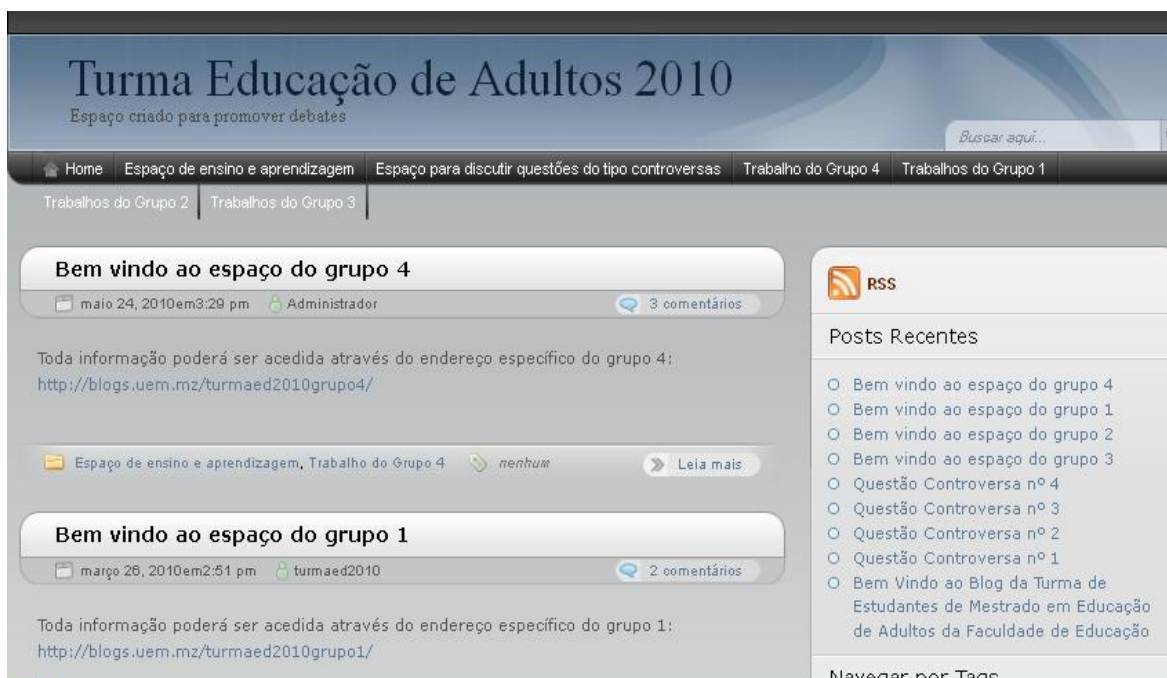 Turma Educação de Adultos 2010
Espaço criado para promover debates
Buscar aqui...
Home Espaço de ensino e aprendizagem Espaço para discutir questões do tipo controversas Trabalho do Grupo 4 Trabalhos do Grupo 1
Trabalhos do Grupo 2 Trabalhos do Grupo 3
Bem vindo ao espaço do grupo 4
maio 24, 2010em3:29 pm Administrador 3 comentários
Toda informação poderá ser acedida através do endereço específico do grupo 4:
http://blogs.uem.mz/turmaed2010grupo4/
Espaço de ensino e aprendizagem, Trabalho do Grupo 4 nenhum Leia mais
Bem vindo ao espaço do grupo 1
março 26, 2010em2:51 pm turmaed2010 2 comentários
Toda informação poderá ser acedida através do endereço específico do grupo 1:
http://blogs.uem.mz/turmaed2010grupo1/
RSS
Posts Recentes
Bem vindo ao espaço do grupo 4
Bem vindo ao espaço do grupo 1
Bem vindo ao espaço do grupo 2
Bem vindo ao espaço do grupo 3
Questão Controversa nº 4
Questão Controversa nº 3
Questão Controversa nº 2
Questão Controversa nº 1
Bem Vindo ao Blog da Turma de
Estudantes de Mestrado em Educação
de Adultos da Faculdade de Educação
Navegar por Tags